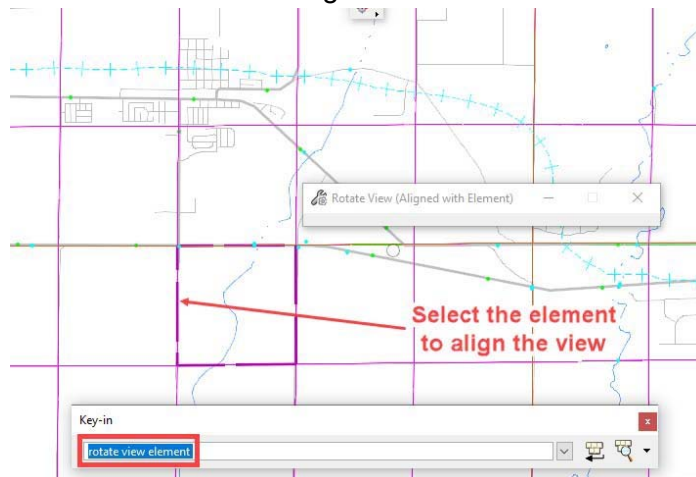 Rotate View (Aligned with Element)
Select the element
to align the view
Key-in
rotate view element